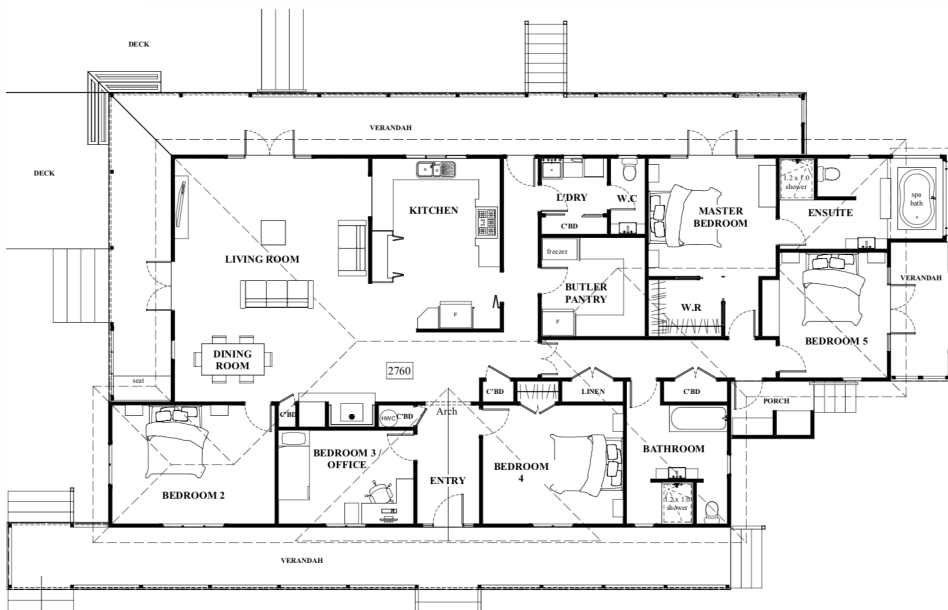 DECK
VERANDAH
DECK
LIVING ROOM
KITCHEN
L'DRY
W.C
C'BD
freezer
BUTLER
PANTRY
F
F
MASTER
BEDROOM
1.2 x 1.0
shower
ENSUITE
spa
bath
VERANDAH
W.R
BEDROOM 5
DINING
ROOM
2760
seat
C'BD
HWC
C'BD
Arch
C'BD
LINEN
C'BD
PORCH
BEDROOM 2
BEDROOM 3 /
OFFICE
ENTRY
BEDROOM
4
BATHROOM
1.2 x 1.0
shower
VERANDAH